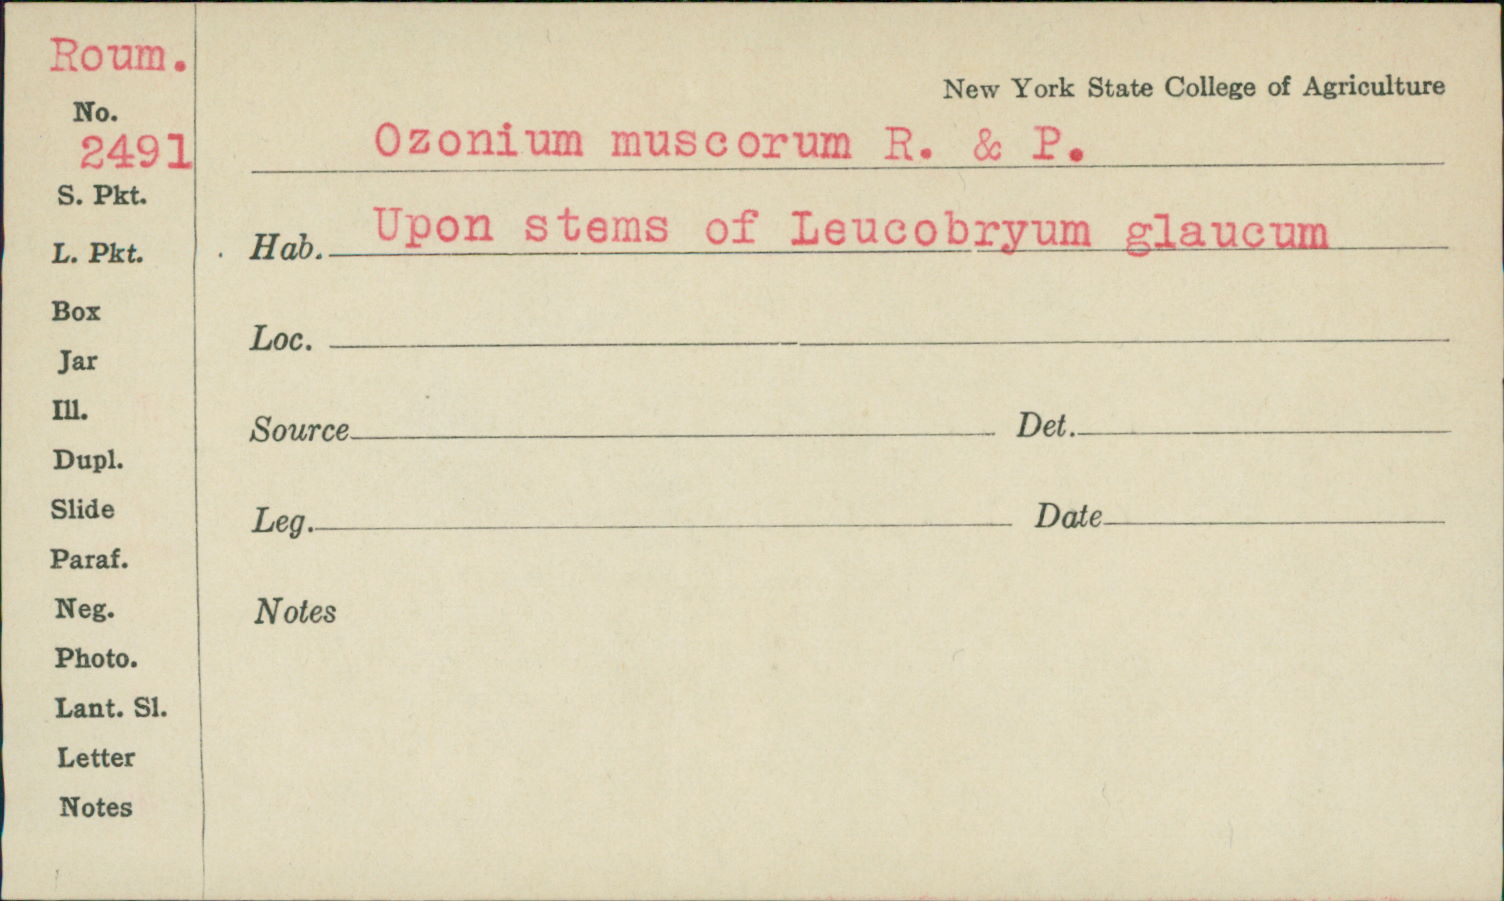 Roum.
No.
2491
S. Pkt.
L. Pkt.
Box
Jar
Ill.
Dupl.
Slide
Paraf.
Neg.
Photo.
Lant. Sl.
Letter
Notes
New York State College of Agriculture
Ozonium muscorum R. & P.
Hab. Upon stems of Leucobryum glaucum
Loc.
Source Det.
Leg. Date
Notes